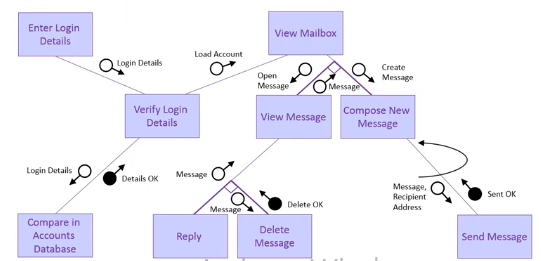 Enter Login
Details
View Mailbox
Login Details
Load Account
Open
Message
Message
Create
Message
Verify Login
Details
View Message
Compose New
Message
Login Details
Details OK
Message
Message
Delete OK
Message,
Recipient
Address
Sent OK
Compare in
Accounts
Database
Reply
Delete
Message
Send Message